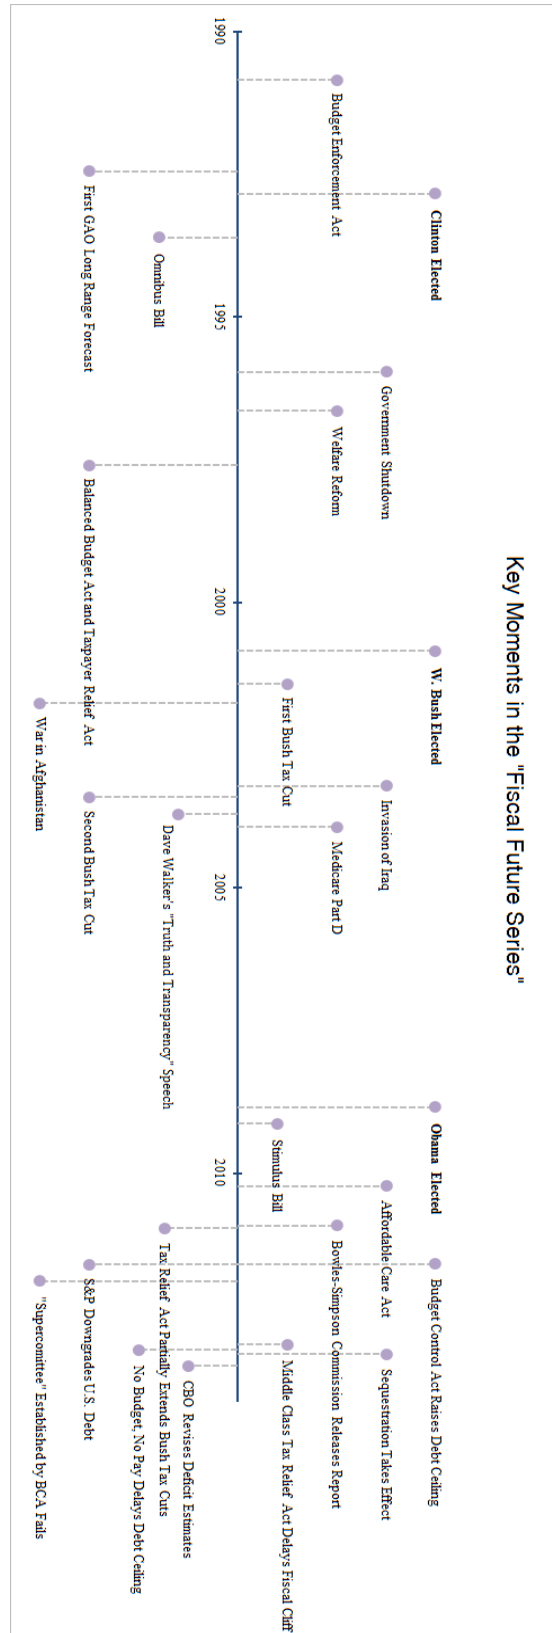 Key Moments in the "Fiscal Future Series"
1990
Budget Enforcement Act
First GAO Long Range Forecast
Clinton Elected
Omnibus Bill
1995
Government Shutdown
Welfare Reform
Balanced Budget Act and Taxpayer Relief Act
2000
W. Bush Elected
First Bush Tax Cut
War in Afghanistan
Invasion of Iraq
Second Bush Tax Cut
Dave Walker's "Truth and Transparency" Speech
Medicare Part D
2005
Obama Elected
Stimulus Bill
2010
Affordable Care Act
Bowles-Simpson Commission Releases Report
Tax Relief Act Partially Extends Bush Tax Cuts
Budget Control Act Raises Debt Ceiling
S&P Downgrades U.S. Debt
"Supercomittee" Established by BCA Fails
Middle Class Tax Relief Act Delays Fiscal Cliff
No Budget, No Pay Delays Debt Ceiling
Sequestration Takes Effect
CBO Revises Deficit Estimates